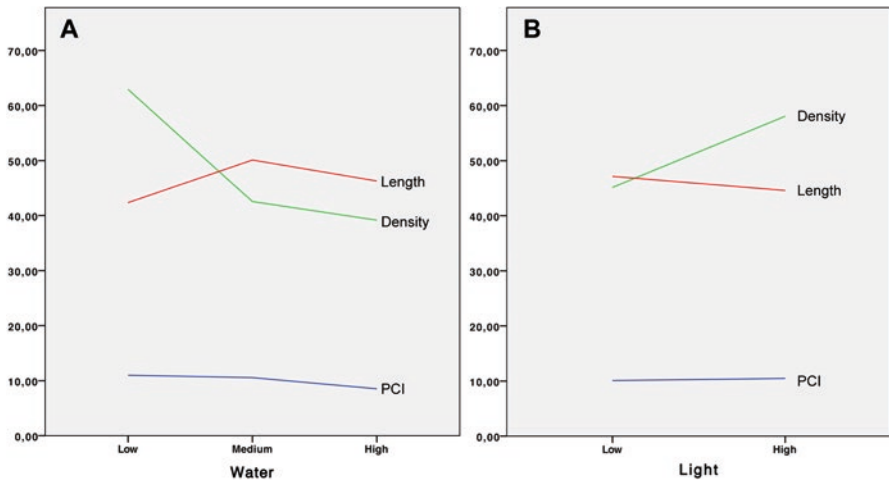 A
70,00
60,00
50,00
40,00
30,00
20,00
10,00
0,00
Length
Density
PCI
Low Medium High
Water
B
70,00
60,00
50,00
40,00
30,00
20,00
10,00
0,00
Density
Length
PCI
Low High
Light